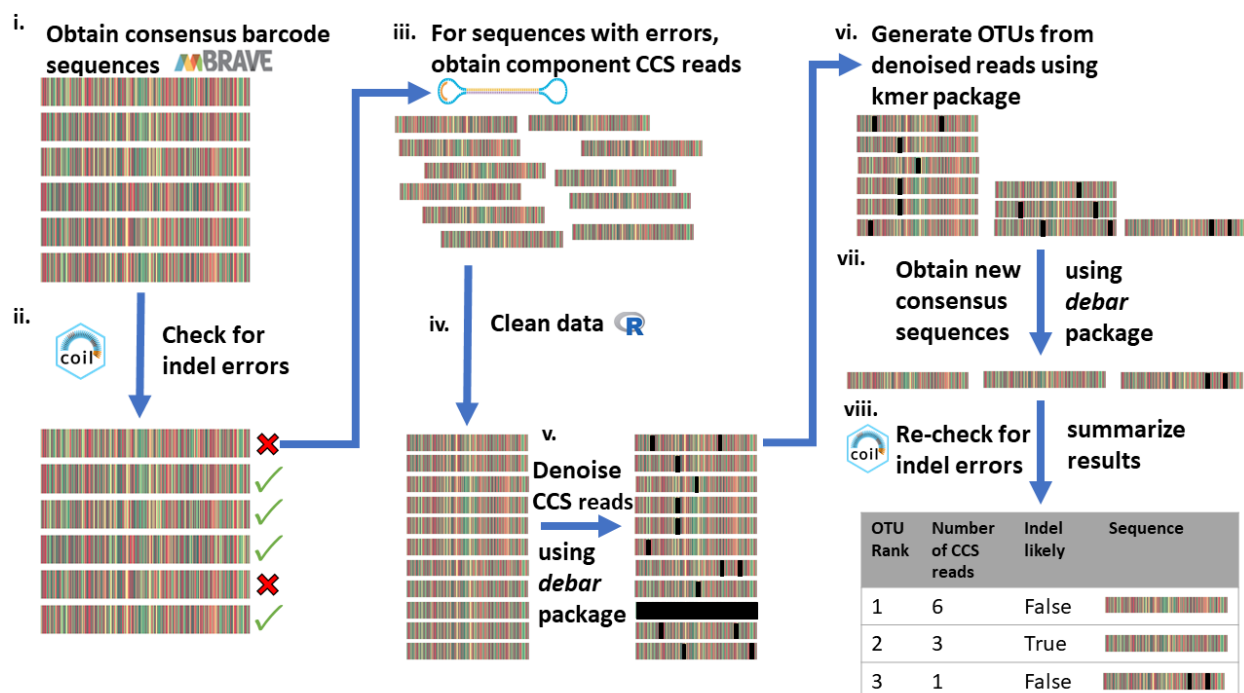 i.
Obtain consensus barcode
sequences mBRAVE
ii.
coil
Check for
indel errors
iii.
For sequences with errors,
obtain component CCS reads
iv.
Clean data R
v.
Denoise
CCS reads
using
debar
package
vi.
Generate OTUs from
denoised reads using
kmer package
vii.
Obtain new
consensus
sequences
using
debar
package
viii.
coil
Re-check for
indel errors
summarize
results
OTU Rank Number of CCS reads Indel likely Sequence
1 6 False
2 3 True
3 1 False